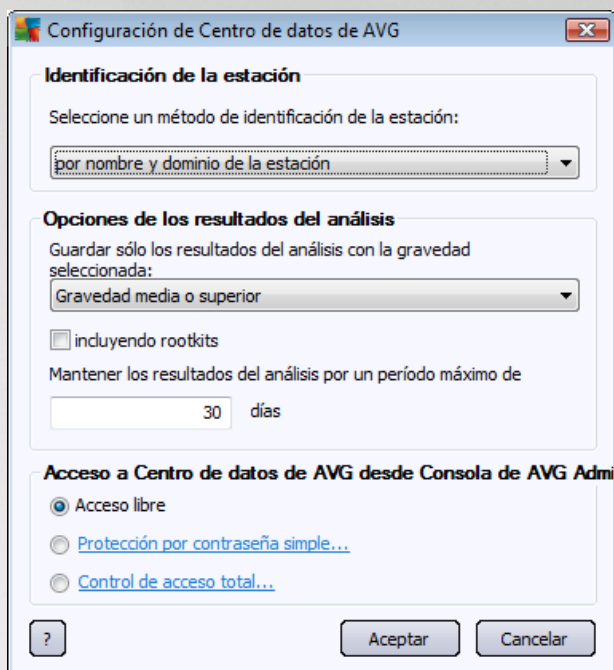 Configuración de Centro de datos de AVG
Identificación de la estación
Seleccione un método de identificación de la estación:
por nombre y dominio de la estación
Opciones de los resultados del análisis
Guardar sólo los resultados del análisis con la gravedad
seleccionada:
Gravedad media o superior
incluyendo rootkits
Mantener los resultados del análisis por un período máximo de
30 días
Acceso a Centro de datos de AVG desde Consola de AVG Admi
Acceso libre
Protección por contraseña simple...
Control de acceso total...
? Aceptar Cancelar